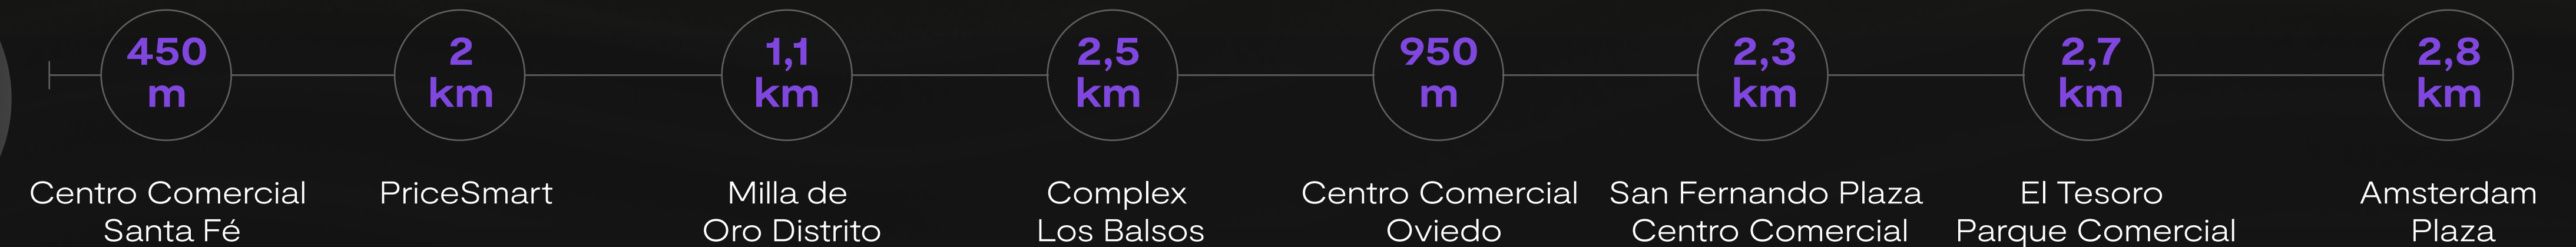 450
m
Centro Comercial
Santa Fé
2
km
PriceSmart
1,1
km
Milla de
Oro Distrito
2,5
km
Complex
Los Balsos
950
m
Centro Comercial
Oviedo
2,3
km
San Fernando Plaza
Centro Comercial
2,7
km
El Tesoro
Parque Comercial
2,8
km
Amsterdam
Plaza